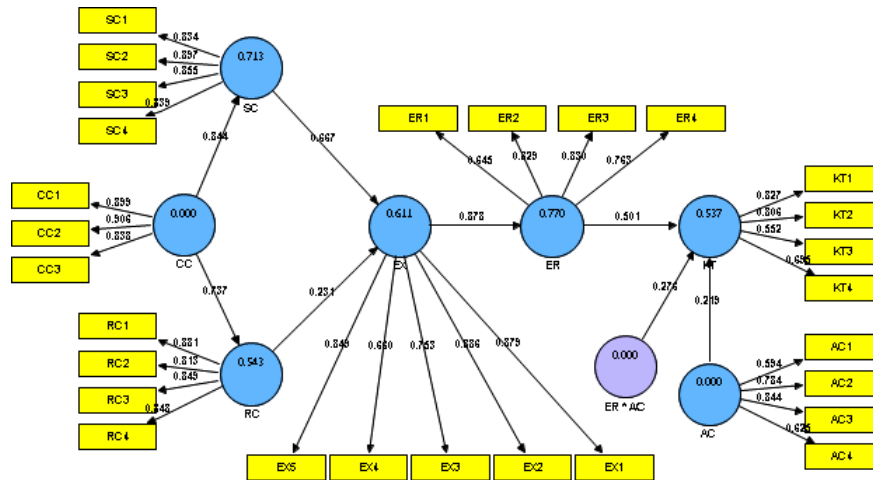 SC1
0.834
SC2
0.897
0.713
SC3
0.855
SC
0.839
SC4
0.844
0.667
ER1
ER2
ER3
ER4
0.645
0.829
0.830
0.763
CC1
0.899
CC2
0.906
0.000
CC3
0.838
CC
0.611
EX
0.878
0.770
ER
0.501
0.537
KT
0.827
KT1
0.806
KT2
0.552
KT3
0.695
KT4
0.737
0.231
0.276
0.219
RC1
0.881
RC2
0.813
0.543
RC3
0.849
RC
0.848
RC4
0.849
0.660
0.753
0.886
0.879
0.000
ER * AC
0.000
AC
0.594
AC1
0.784
AC2
0.844
AC3
0.625
AC4
EX5
EX4
EX3
EX2
EX1